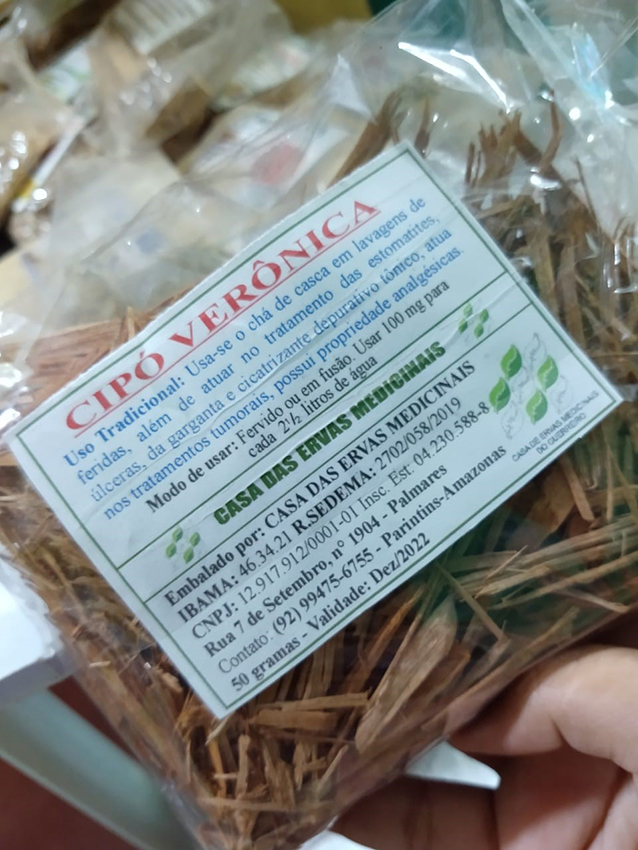 CIPÓ VERÔNICA
Uso Tradicional: Usa-se o chá de casca em lavagens de
feridas, além de atuar no tratamento das estomatites,
úlceras, da garganta e cicatrizante depurativo tônico, atua
nos tratamentos tumorais, possui propriedade analgésicas.
Modo de usar: Fervido ou em fusão. Usar 100 mg para
cada 2½ litros de água
CASA DAS ERVAS MEDICINAIS
Embalado por: CASA DAS ERVAS MEDICINAIS
IBAMA: 46.34.21 R.SEDEMA: 2702/058/2019
CNPJ: 12.917.912/0001-01 Insc. Est: 04.230.588-8
Rua 7 de Setembro, nº 1904 - Palmares
Contato: (92) 99475-6755 - Parintins-Amazonas
50 gramas - Validade: Dez/2022
CASA DE ERVAS MEDICINAIS
DO GUERREIRO